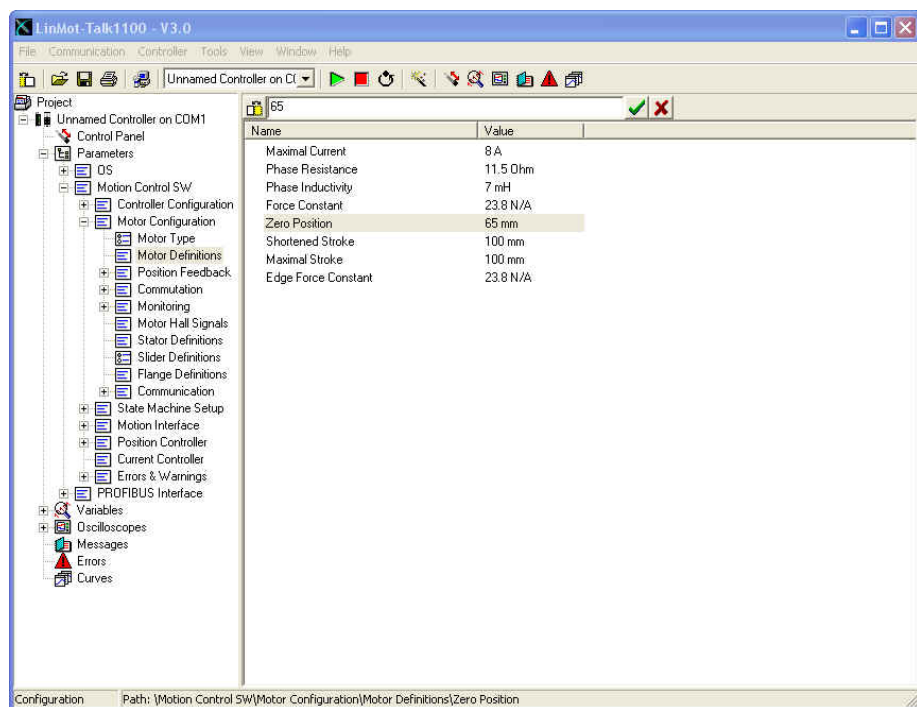 LinMot-Talk1100 - V3.0
File Communication Controller Tools View Window Help
Unnamed Controller on C(
Project
Unnamed Controller on COM1
Control Panel
Parameters
OS
Motion Control SW
Controller Configuration
Motor Configuration
Motor Type
Motor Definitions
Position Feedback
Commutation
Monitoring
Motor Hall Signals
Stator Definitions
Slider Definitions
Flange Definitions
Communication
State Machine Setup
Motion Interface
Position Controller
Current Controller
Errors & Warnings
PROFIBUS Interface
Variables
Oscilloscopes
Messages
Errors
Curves
65
Name Value
Maximal Current 8 A
Phase Resistance 11.5 Ohm
Phase Inductivity 7 mH
Force Constant 23.8 N/A
Zero Position 65 mm
Shortened Stroke 100 mm
Maximal Stroke 100 mm
Edge Force Constant 23.8 N/A
Configuration Path: \Motion Control SW\Motor Configuration\Motor Definitions\Zero Position